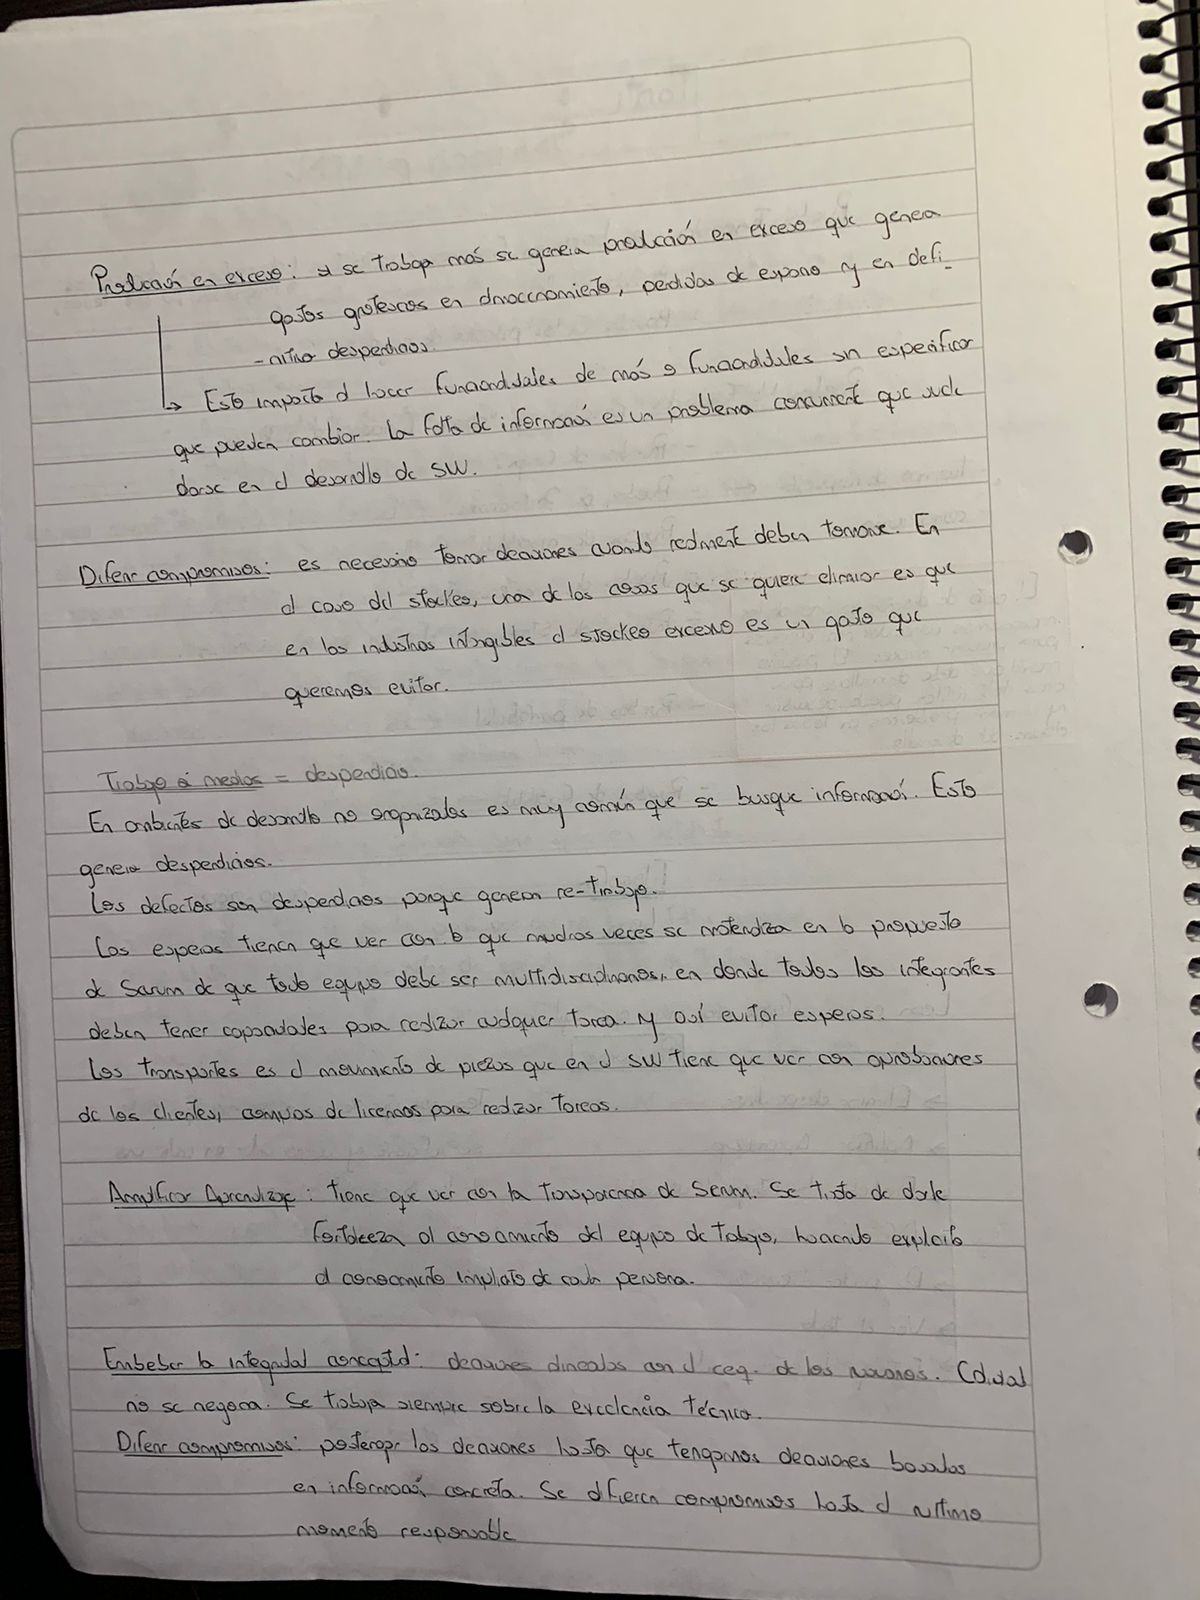 Producción en exceso: si se trabaja más se genera producción en exceso que genera
gastos grotescos en almacenamiento, perdidas de espacio y en defi-
-nitiva desperdicios.
→ Esto impacta al hacer funcionalidades de más o funcionalidades sin especificar
que pueden cambiar. La falta de información es un problema concurrente que suele
darse en el desarrollo de SW.
Diferir compromisos: es necesario tomar decisiones cuando realmente deben tomarse. En
el caso del stockeo, una de las cosas que se quiere eliminar es que
en las industrias intangibles el stockeo excesivo es un gasto que
queremos evitar.
Trabajo a medias = desperdicio.
En ambientes de desarrollo no organizados es muy común que se busque información. Esto
genera desperdicios.
Los defectos son desperdicios porque generan re-trabajo.
Las esperas tienen que ver con lo que muchas veces se malentendiza en la propuesta
de Scrum de que todo equipo debe ser multidisciplinarios, en donde todos los integrantes
deben tener capacidades para realizar cualquier tarea. y así evitar esperas.
Los transportes es el movimiento de piezas que en el SW tiene que ver con aprobaciones
de los clientes, compras de licencias para realizar tareas.
Amplificar Aprendizaje: tiene que ver con la transparencia de Scrum. Se trata de darle
fortaleza al conocimiento del equipo de trabajo, haciendo explícito
el conocimiento implícito de cada persona.
Embeber la integridad conceptual: decisiones alineadas con el req. de los usuarios. Calidad
no se negocia. Se trabaja siempre sobre la excelencia técnica.
Diferir compromisos: postergar las decisiones hasta que tengamos decisiones basadas
en información concreta. Se difieren compromisos hasta el último
momento responsable